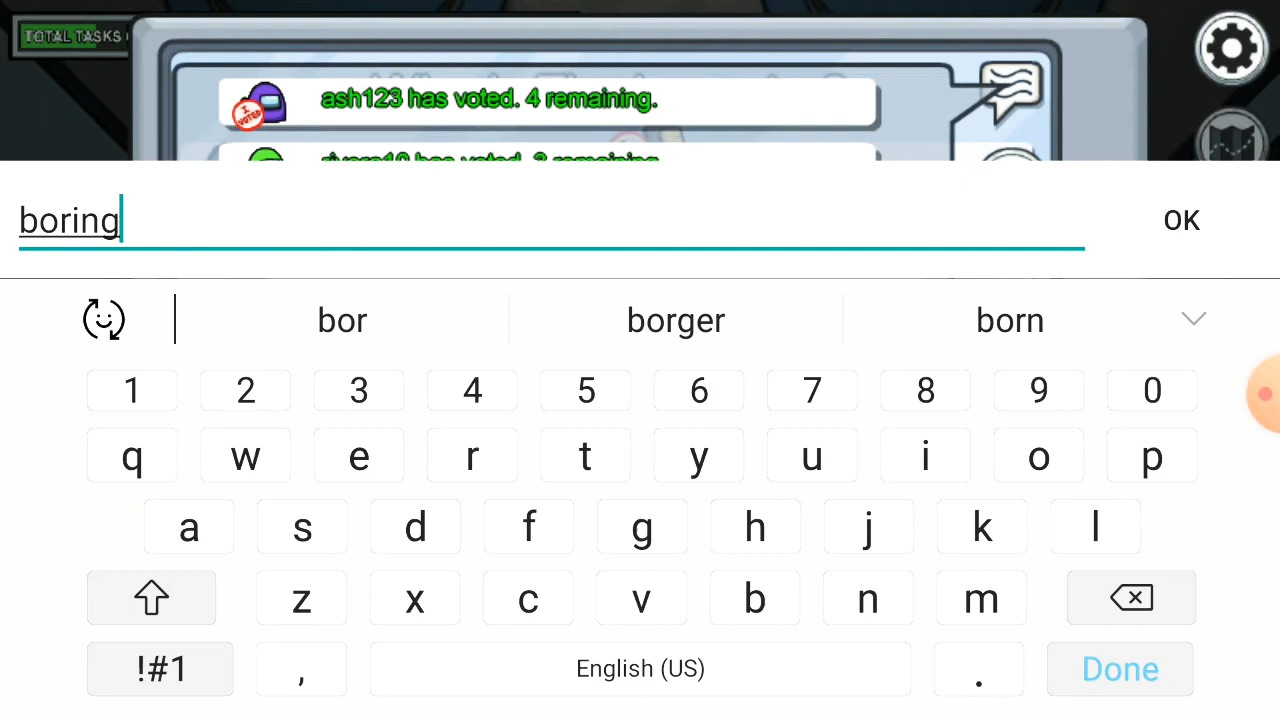 TOTAL TASKS
ash123 has voted. 4 remaining.
boring
OK
bor borger born
1 2 3 4 5 6 7 8 9 0
q w e r t y u i o p
a s d f g h j k l
z x c v b n m
!#1 , English (US) . Done